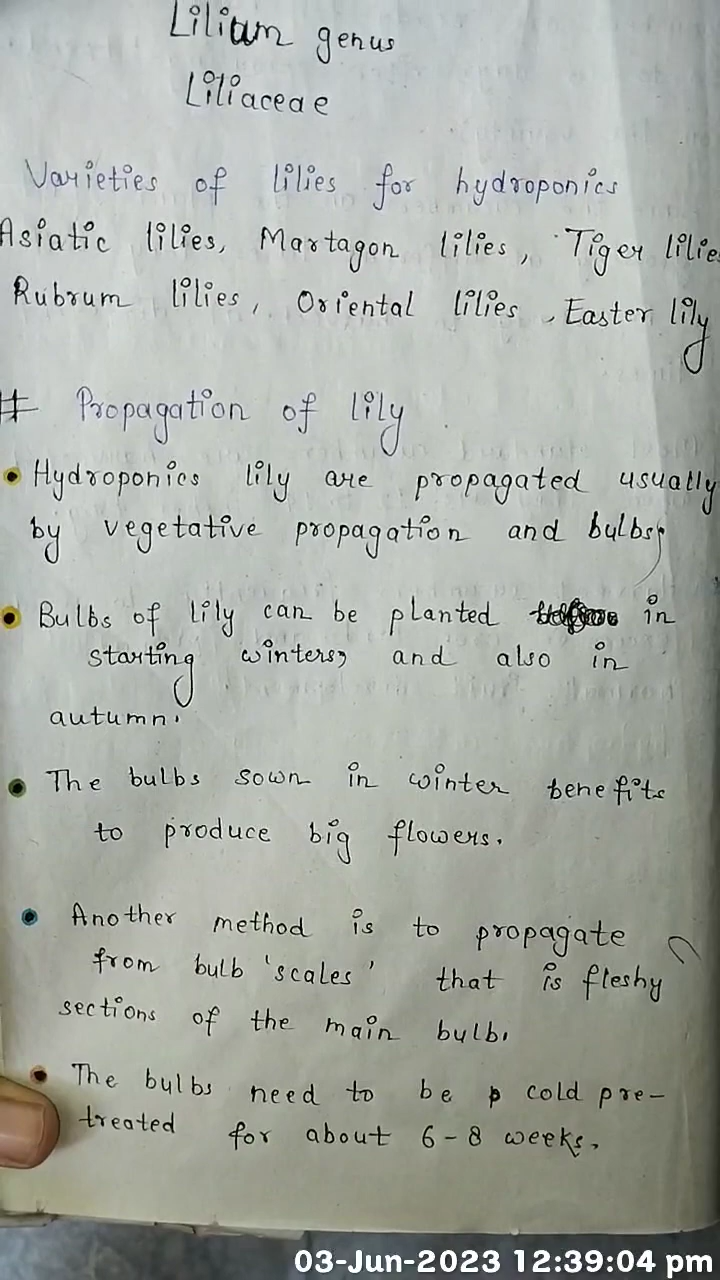 Lilium genus
Liliaceae
Varieties of lilies for hydroponics
Asiatic lilies, Martagon lilies, Tiger lilie
Rubrum lilies, Oriental lilies, Easter lily
# Propagation of lily
• Hydroponics lily are propagated usually
by vegetative propagation and bulbs,
• Bulbs of lily can be planted in
starting winters, and also in
autumn.
• The bulbs sown in winter benefits
to produce big flowers.
• Another method is to propagate
from bulb 'scales' that is fleshy
sections of the main bulb.
• The bulbs need to be cold pre-
treated for about 6-8 weeks.
03-Jun-2023 12:39:04 pm